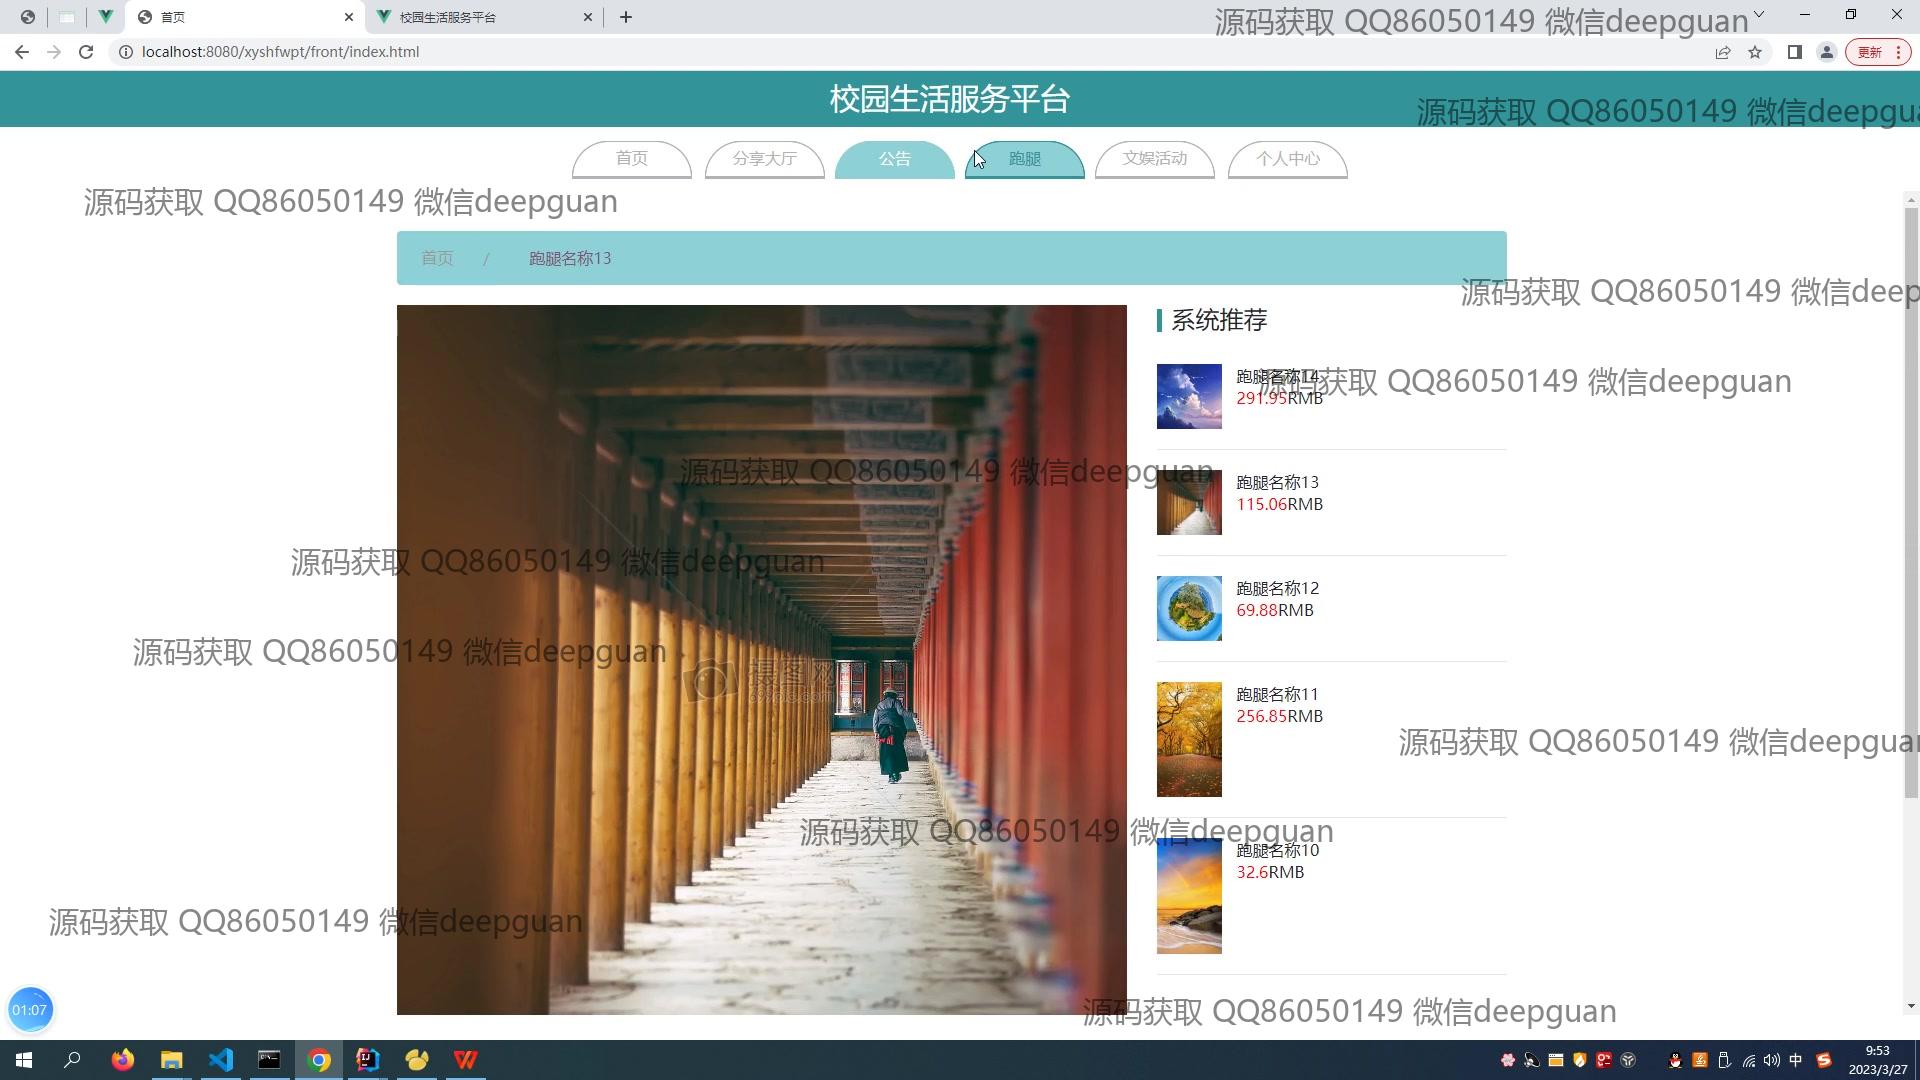 首页
校园生活服务平台
源码获取 QQ86050149 微信deepguan
localhost:8080/xyshfwpt/front/index.html
更新
校园生活服务平台
源码获取 QQ86050149 微信deepgua
首页
分享大厅
公告
跑腿
文娱活动
个人中心
源码获取 QQ86050149 微信deepguan
首页 / 跑腿名称13
源码获取 QQ86050149 微信deep
系统推荐
跑腿名称14
291.95RMB
源码获取 QQ86050149 微信deepguan
源码获取 QQ86050149 微信deepguan
跑腿名称13
115.06RMB
源码获取 QQ86050149 微信deepguan
跑腿名称12
69.88RMB
源码获取 QQ86050149 微信deepguan
摄图网
699pic.com
跑腿名称11
256.85RMB
源码获取 QQ86050149 微信deepguan
源码获取 QQ86050149 微信deepguan
跑腿名称10
32.6RMB
源码获取 QQ86050149 微信deepguan
01:07
源码获取 QQ86050149 微信deepguan
中
9:53
2023/3/27